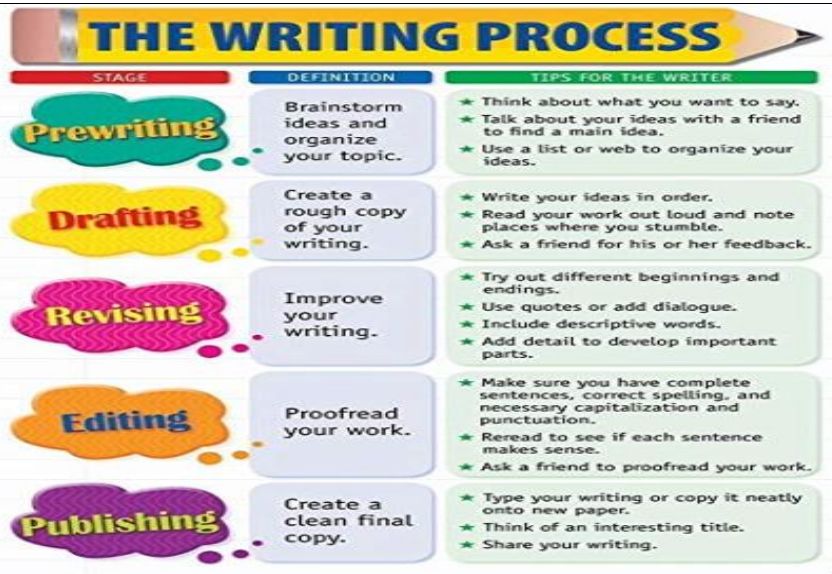 THE WRITING PROCESS
STAGE
DEFINITION
TIPS FOR THE WRITER
Prewriting
Brainstorm
ideas and
organize
your topic.
★ Think about what you want to say.
★ Talk about your ideas with a friend
to find a main idea.
★ Use a list or web to organize your
ideas.
Drafting
Create a
rough copy
of your
writing.
★ Write your ideas in order.
★ Read your work out loud and note
places where you stumble.
★ Ask a friend for his or her feedback.
Revising
Improve
your
writing.
★ Try out different beginnings and
endings.
★ Use quotes or add dialogue.
★ Include descriptive words.
★ Add detail to develop important
parts.
Editing
Proofread
your work.
★ Make sure you have complete
sentences, correct spelling, and
necessary capitalization and
punctuation.
★ Reread to see if each sentence
makes sense.
★ Ask a friend to proofread your work.
Publishing
Create a
clean final
copy.
★ Type your writing or copy it neatly
onto new paper.
★ Think of an interesting title.
★ Share your writing.